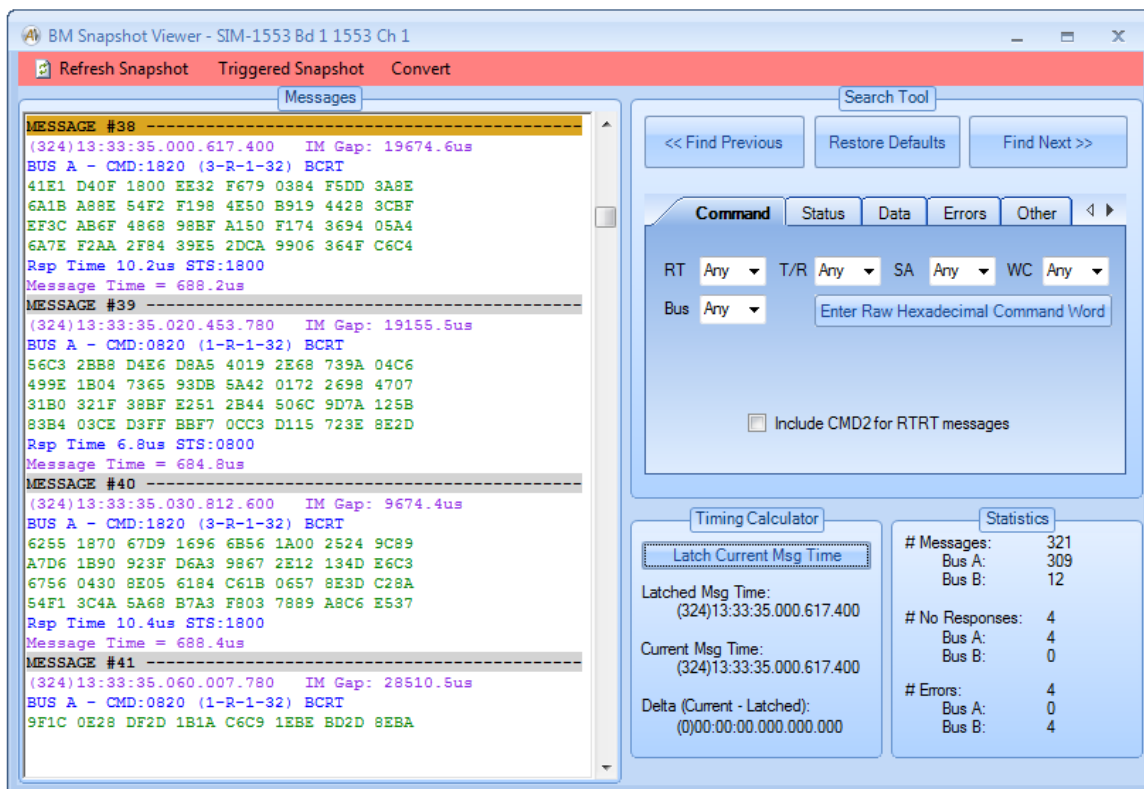 BM Snapshot Viewer - SIM-1553 Bd 1 1553 Ch 1
Refresh Snapshot Triggered Snapshot Convert
Messages
MESSAGE #38 --------------------------------------------
(324)13:33:35.000.617.400 IM Gap: 19674.6us
BUS A - CMD:1820 (3-R-1-32) BCRT
41E1 D40F 1800 EE32 F679 0384 F5DD 3A8E
6A1B A88E 54F2 F198 4E50 B919 4428 3CBF
EF3C AB6F 4868 98BF A150 F174 3694 05A4
6A7E F2AA 2F84 39E5 2DCA 9906 364F C6C4
Rsp Time 10.2us STS:1800
Message Time = 688.2us
MESSAGE #39 --------------------------------------------
(324)13:33:35.020.453.780 IM Gap: 19155.5us
BUS A - CMD:0820 (1-R-1-32) BCRT
56C3 2BB8 D4E6 D8A5 4019 2E68 739A 04C6
499E 1B04 7365 93DB 5A42 0172 2698 4707
31B0 321F 38BF E251 2B44 506C 9D7A 125B
83B4 03CE D3FF BBF7 0CC3 D115 723E 8E2D
Rsp Time 6.8us STS:0800
Message Time = 684.8us
MESSAGE #40 --------------------------------------------
(324)13:33:35.030.812.600 IM Gap: 9674.4us
BUS A - CMD:1820 (3-R-1-32) BCRT
6255 1870 67D9 1696 6B56 1A00 2524 9C89
A7D6 1B90 923F D6A3 9867 2E12 134D E6C3
6756 0430 8E05 6184 C61B 0657 8E3D C28A
54F1 3C4A 5A68 B7A3 F803 7889 A8C6 E537
Rsp Time 10.4us STS:1800
Message Time = 688.4us
MESSAGE #41 --------------------------------------------
(324)13:33:35.060.007.780 IM Gap: 28510.5us
BUS A - CMD:0820 (1-R-1-32) BCRT
9F1C 0E28 DF2D 1B1A C6C9 1EBE BD2D 8EBA
Search Tool
<< Find Previous Restore Defaults Find Next >>
Command Status Data Errors Other
RT Any T/R Any SA Any WC Any
Bus Any Enter Raw Hexadecimal Command Word
Include CMD2 for RTRT messages
Timing Calculator
Latch Current Msg Time
Latched Msg Time:
(324)13:33:35.000.617.400
Current Msg Time:
(324)13:33:35.000.617.400
Delta (Current - Latched):
(0)00:00:00.000.000.000
Statistics
# Messages: 321
Bus A: 309
Bus B: 12
# No Responses: 4
Bus A: 4
Bus B: 0
# Errors: 4
Bus A: 0
Bus B: 4